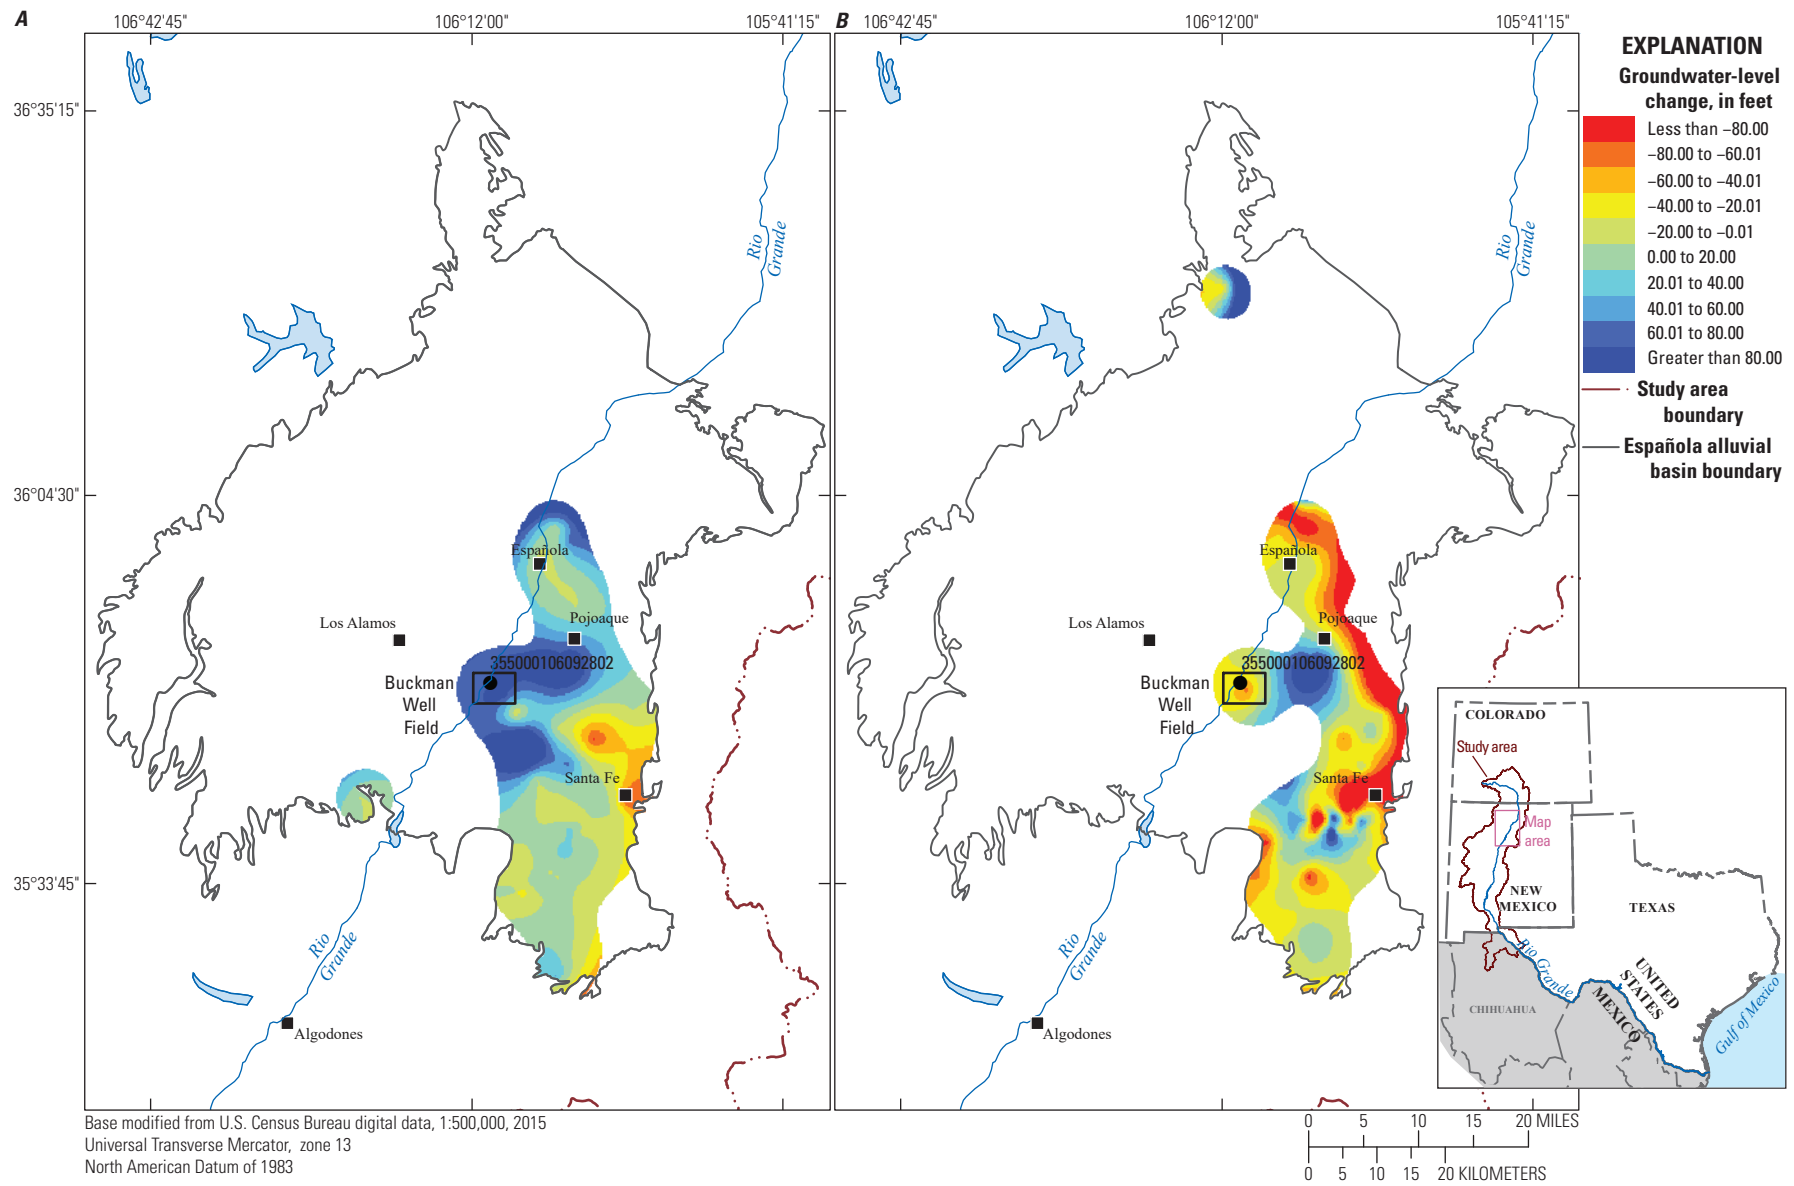 A
106°42'45"
106°12'00"
105°41'15"
B
106°42'45"
106°12'00"
105°41'15"
36°35'15"
36°04'30"
35°33'45"
Rio
Grande
Española
Los Alamos
Pojoaque
355000106092802
Buckman
Well
Field
Santa Fe
Rio
Grande
Algodones
Rio
Grande
Española
Los Alamos
Pojoaque
355000106092802
Buckman
Well
Field
Santa Fe
Rio
Grande
Algodones
EXPLANATION
Groundwater-level
change, in feet
Less than −80.00
−80.00 to −60.01
−60.00 to −40.01
−40.00 to −20.01
−20.00 to −0.01
0.00 to 20.00
20.01 to 40.00
40.01 to 60.00
60.01 to 80.00
Greater than 80.00
Study area
boundary
Española alluvial
basin boundary
COLORADO
Study area
Map
area
NEW
MEXICO
TEXAS
Rio Grande
UNITED
STATES
MEXICO
CHIHUAHUA
Gulf of Mexico
Base modified from U.S. Census Bureau digital data, 1:500,000, 2015
Universal Transverse Mercator, zone 13
North American Datum of 1983
0 5 10 15 20 MILES
0 5 10 15 20 KILOMETERS